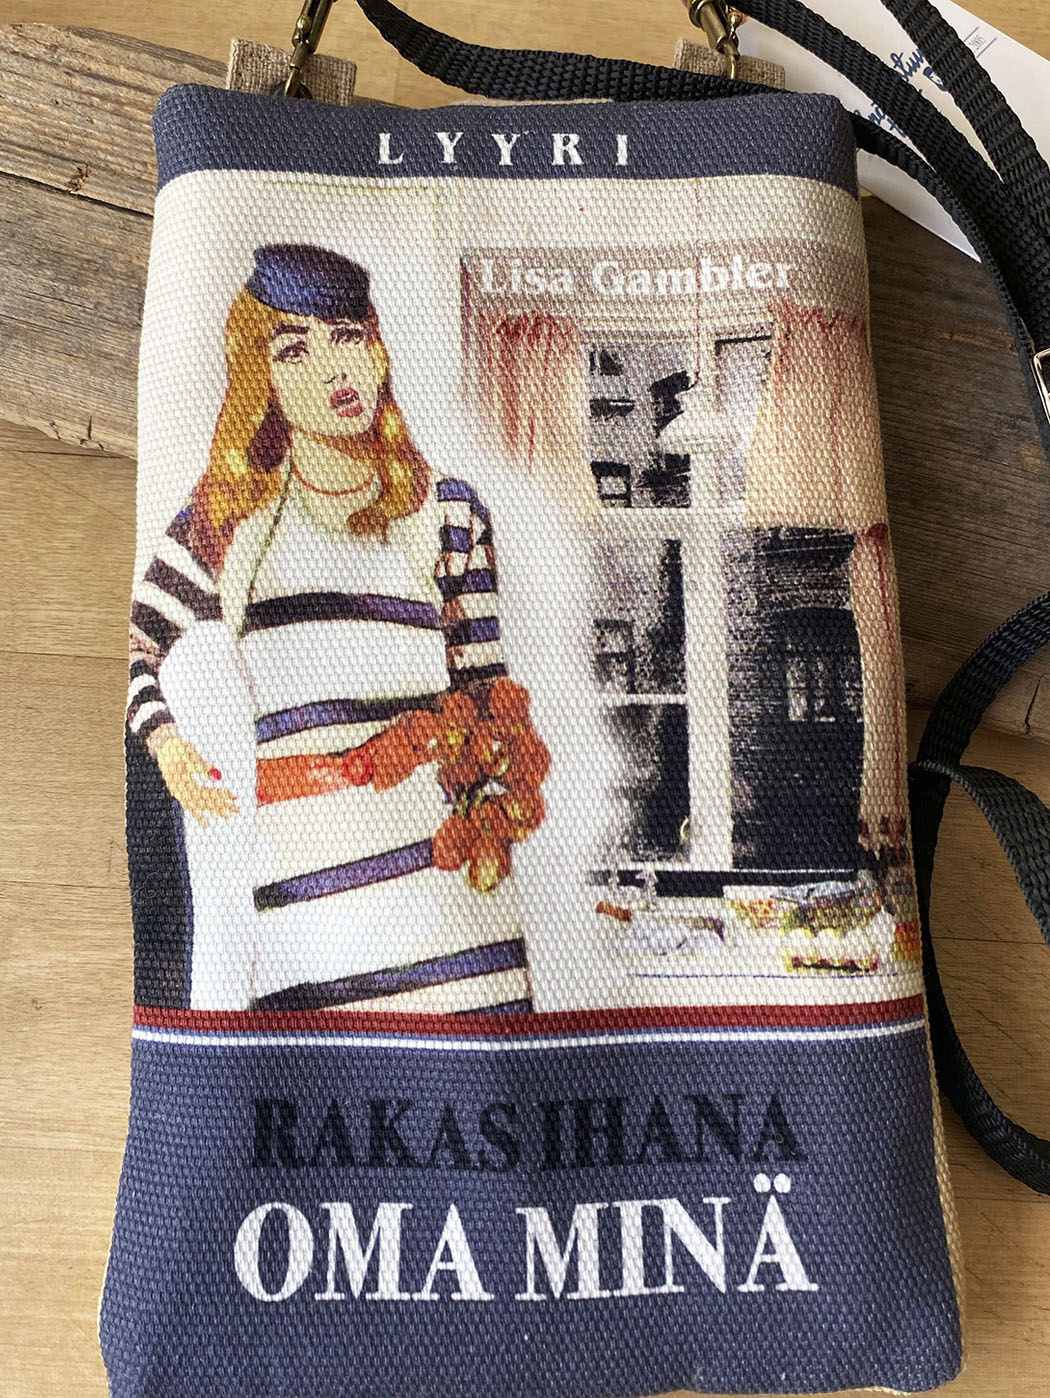 LYYRI
Lisa Gambler
RAKAS IHANA
OMA MINÄ